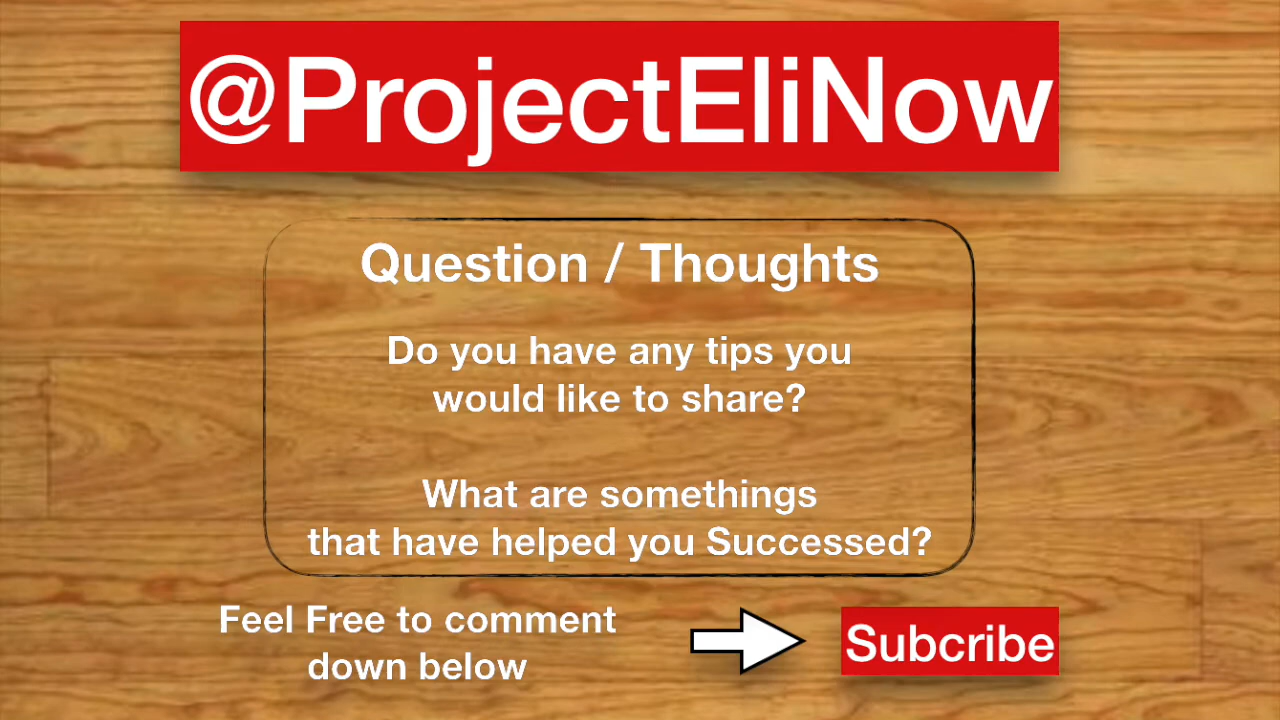 @ProjectEliNow
Question / Thoughts
Do you have any tips you
would like to share?
What are somethings
that have helped you Successed?
Feel Free to comment
down below
Subcribe